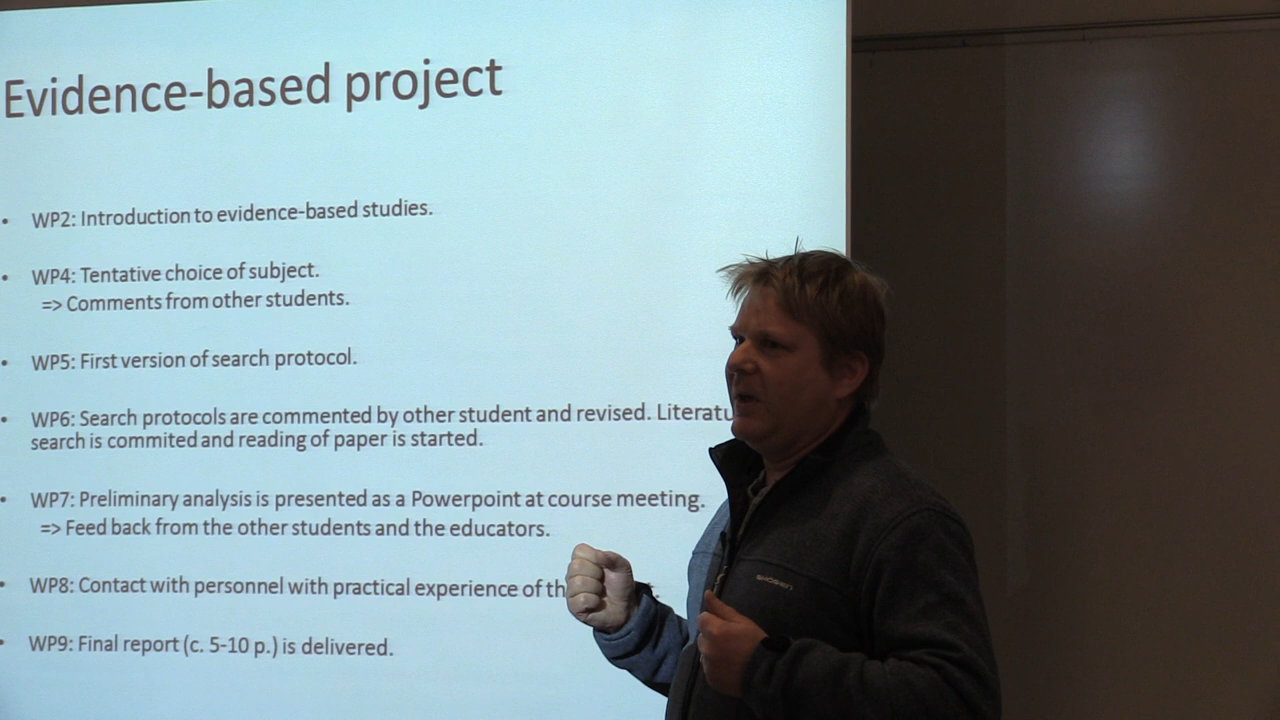 Evidence-based project
• WP2: Introduction to evidence-based studies.
• WP4: Tentative choice of subject.
=> Comments from other students.
• WP5: First version of search protocol.
• WP6: Search protocols are commented by other student and revised. Literatu
search is commited and reading of paper is started.
• WP7: Preliminary analysis is presented as a Powerpoint at course meeting.
=> Feed back from the other students and the educators.
• WP8: Contact with personnel with practical experience of th
• WP9: Final report (c. 5-10 p.) is delivered.